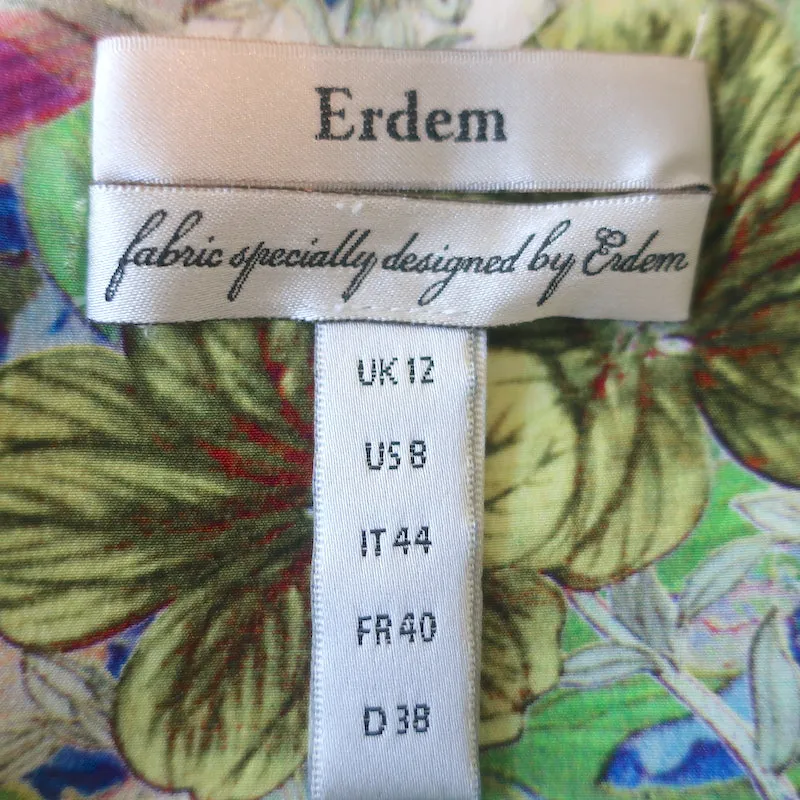 Erdem
fabric specially designed by Erdem
UK 12
US 8
IT 44
FR 40
D 38